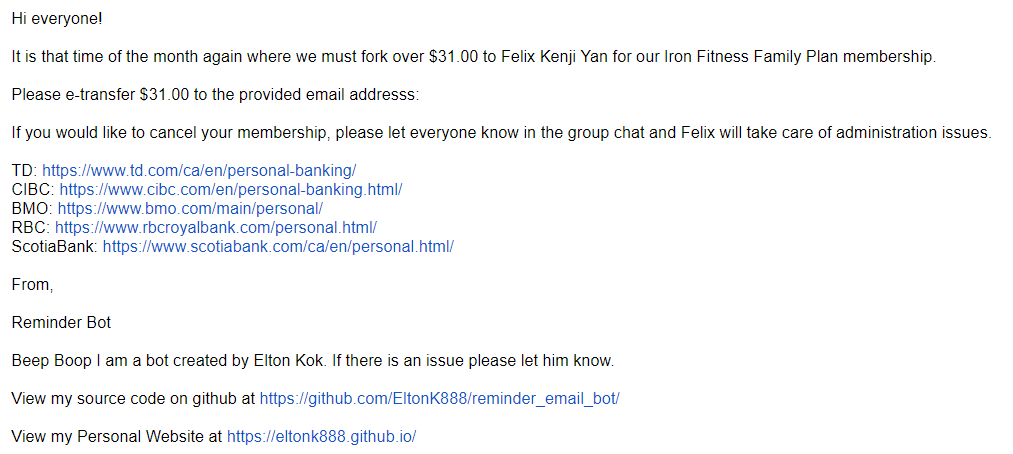 Hi everyone!
It is that time of the month again where we must fork over $31.00 to Felix Kenji Yan for our Iron Fitness Family Plan membership.
Please e-transfer $31.00 to the provided email addresss:
If you would like to cancel your membership, please let everyone know in the group chat and Felix will take care of administration issues.
TD: https://www.td.com/ca/en/personal-banking/
CIBC: https://www.cibc.com/en/personal-banking.html/
BMO: https://www.bmo.com/main/personal/
RBC: https://www.rbcroyalbank.com/personal.html/
ScotiaBank: https://www.scotiabank.com/ca/en/personal.html/
From,
Reminder Bot
Beep Boop I am a bot created by Elton Kok. If there is an issue please let him know.
View my source code on github at https://github.com/EltonK888/reminder_email_bot/
View my Personal Website at https://eltonk888.github.io/